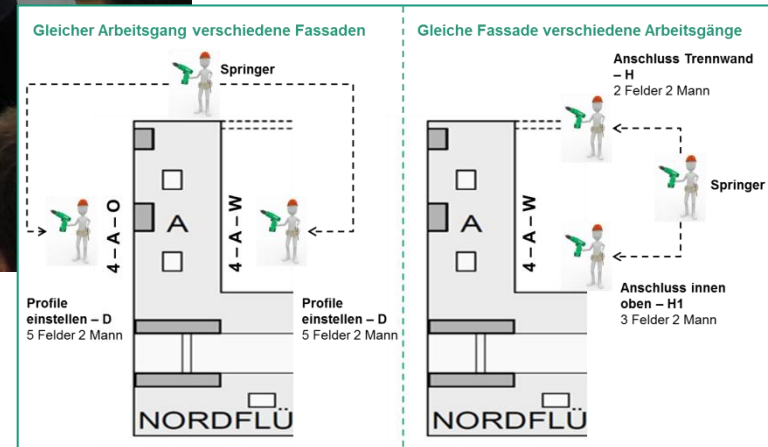 Gleicher Arbeitsgang verschiedene Fassaden
Springer
4 – A – O
A
4 – A – W
Profile
einstellen – D
5 Felder 2 Mann
Profile
einstellen – D
5 Felder 2 Mann
NORDFLÜ
Gleiche Fassade verschiedene Arbeitsgänge
Anschluss Trennwand
– H
2 Felder 2 Mann
Springer
A
4 – A – W
Anschluss innen
oben – H1
3 Felder 2 Mann
NORDFLÜ